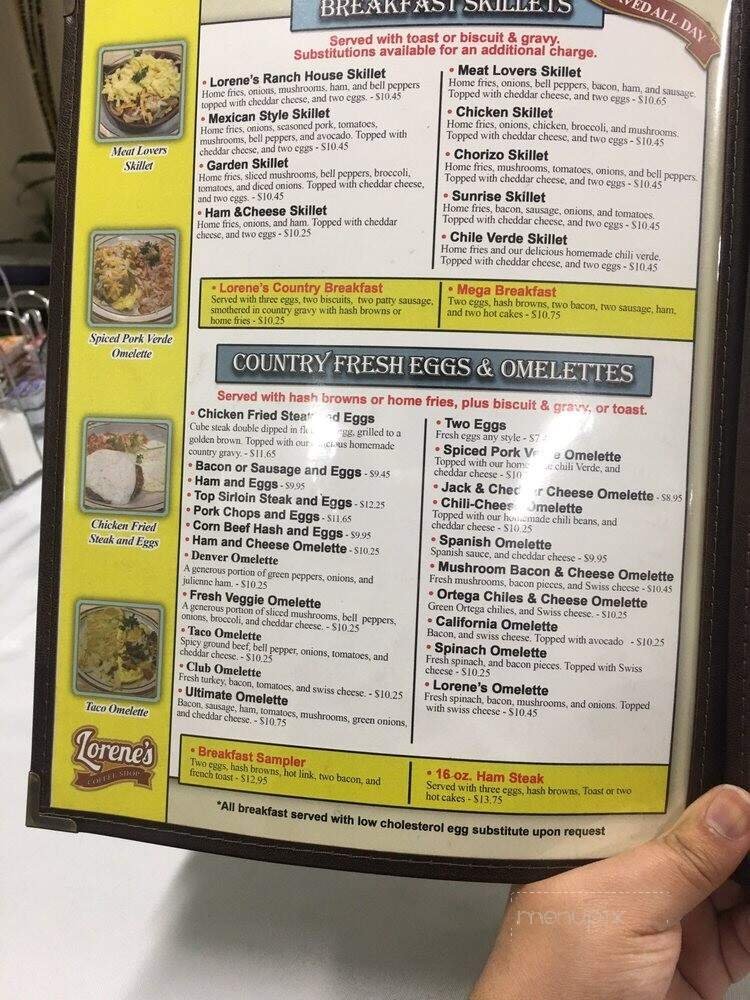 BREAKFAST SKILLETS
SERVED ALL DAY
Served with toast or biscuit & gravy.
Substitutions available for an additional charge.
• Lorene's Ranch House Skillet
Home fries, onions, mushrooms, ham, and bell peppers
topped with cheddar cheese, and two eggs. - $10.45
• Mexican Style Skillet
Home fries, onions, seasoned pork, tomatoes,
mushrooms, bell peppers, and avocado. Topped with
cheddar cheese, and two eggs - $10.45
• Garden Skillet
Home fries, sliced mushrooms, bell peppers, broccoli,
tomatoes, and diced onions. Topped with cheddar cheese,
and two eggs. - $10.45
• Ham &Cheese Skillet
Home fries, onions, and ham. Topped with cheddar
cheese, and two eggs - $10.25
• Meat Lovers Skillet
Home fries, onions, bell peppers, bacon, ham, and sausage.
Topped with cheddar cheese, and two eggs - $10.65
• Chicken Skillet
Home fries, onions, chicken, broccoli, and mushrooms.
Topped with cheddar cheese, and two eggs - $10.45
• Chorizo Skillet
Home fries, mushrooms, tomatoes, onions, and bell peppers.
Topped with cheddar cheese, and two eggs - $10.45
• Sunrise Skillet
Home fries, bacon, sausage, onions, and tomatoes.
Topped with cheddar cheese, and two eggs - $10.45
• Chile Verde Skillet
Home fries and our delicious homemade chili verde.
Topped with cheddar cheese, and two eggs - $10.45
Meat Lovers
Skillet
Spiced Pork Verde
Omelette
Chicken Fried
Steak and Eggs
Taco Omelette
Lorene's
COFFEE SHOP
• Lorene's Country Breakfast
Served with three eggs, two biscuits, two patty sausage,
smothered in country gravy with hash browns or
home fries - $10.25
• Mega Breakfast
Two eggs, hash browns, two bacon, two sausage, ham,
and two hot cakes - $10.75
COUNTRY FRESH EGGS & OMELETTES
Served with hash browns or home fries, plus biscuit & gravy, or toast.
• Chicken Fried Steak and Eggs
Cube steak double dipped in egg, grilled to a
golden brown. Topped with our homemade
country gravy. - $11.65
• Bacon or Sausage and Eggs - $9.45
• Ham and Eggs - $9.95
• Top Sirloin Steak and Eggs - $12.25
• Pork Chops and Eggs - $11.65
• Corn Beef Hash and Eggs - $9.95
• Ham and Cheese Omelette - $10.25
• Denver Omelette
A generous portion of green peppers, onions, and
julienne ham. - $10.25
• Fresh Veggie Omelette
A generous portion of sliced mushrooms, bell peppers,
onions, broccoli, and cheddar cheese. - $10.25
• Taco Omelette
Spicy ground beef, bell pepper, onions, tomatoes, and
cheddar cheese. - $10.25
• Club Omelette
Fresh turkey, bacon, tomatoes, and swiss cheese. - $10.25
• Ultimate Omelette
Bacon, sausage, ham, tomatoes, mushrooms, green onions,
and cheddar cheese. - $10.75
• Two Eggs
Fresh eggs any style - $7
• Spiced Pork Verde Omelette
Topped with our chili Verde, and
cheddar cheese - $10
• Jack & Cheddar Cheese Omelette - $8.95
• Chili-Cheese Omelette
Topped with our homemade chili beans, and
cheddar cheese - $10.25
• Spanish Omelette
Spanish sauce, and cheddar cheese - $9.95
• Mushroom Bacon & Cheese Omelette
Fresh mushrooms, bacon pieces, and Swiss cheese - $10.45
• Ortega Chiles & Cheese Omelette
Green Ortega chilies, and Swiss cheese. - $10.25
• California Omelette
Bacon, and swiss cheese. Topped with avocado - $10.25
• Spinach Omelette
Fresh spinach, and bacon pieces. Topped with Swiss
cheese - $10.25
• Lorene's Omelette
Fresh spinach, bacon, mushrooms, and onions. Topped
with swiss cheese - $10.45
• Breakfast Sampler
Two eggs, hash browns, hot link, two bacon, and
french toast - $12.95
• 16 oz. Ham Steak
Served with three eggs, hash browns, Toast or two
hot cakes - $13.75
*All breakfast served with low cholesterol egg substitute upon request
menupix